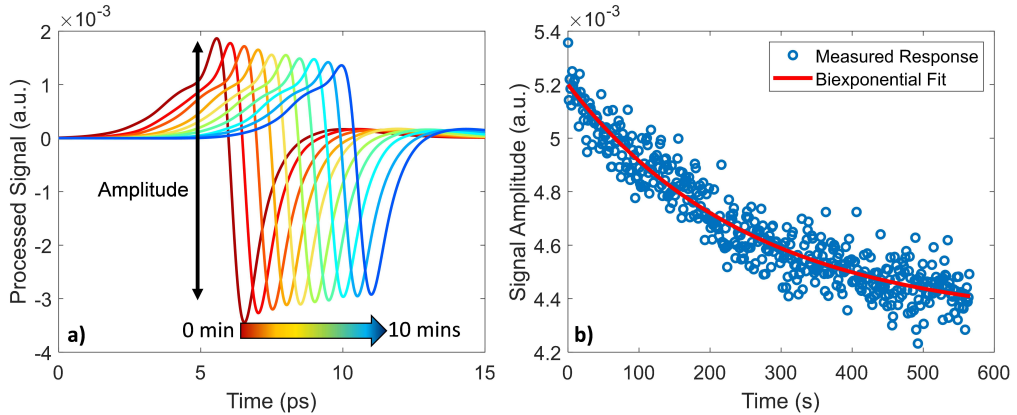 ×10⁻³
Processed Signal (a.u.)
2
1
0
-1
-2
-3
-4
Amplitude
a)
0 min
10 mins
0
5
10
15
Time (ps)
×10⁻³
Signal Amplitude (a.u.)
5.4
5.2
5
4.8
4.6
4.4
4.2
Measured Response
Biexponential Fit
b)
0
100
200
300
400
500
600
Time (s)